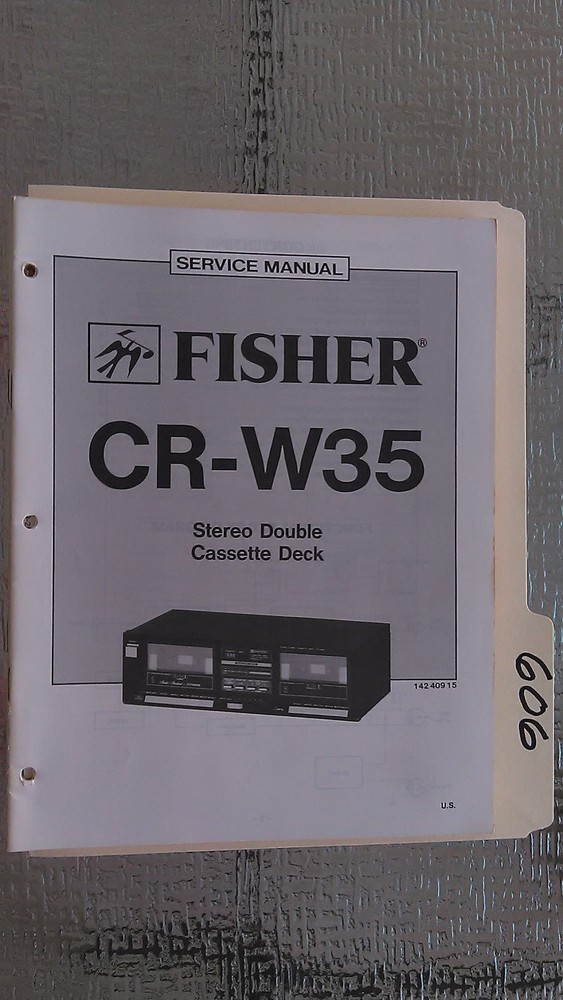 SERVICE MANUAL
FISHER®
CR-W35
Stereo Double
Cassette Deck
142 409 15
U.S.
606